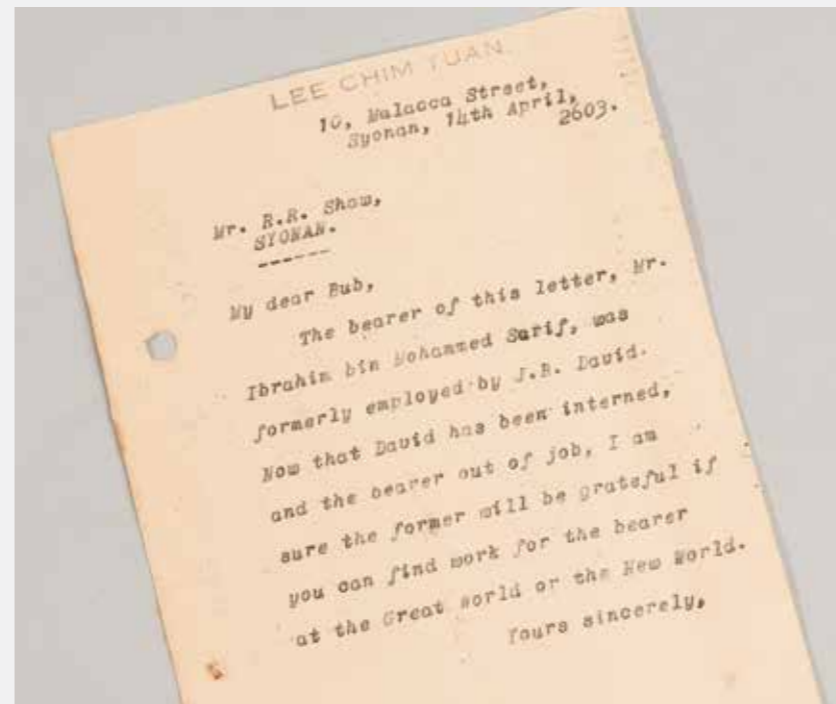 LEE CHIM TUAN.
10, Malacca Street,
Syonan, 14th April,
2603.
Mr. R.R. Shaw,
SYONAN.
------
My dear Bub,
The bearer of this letter, Mr.
Ibrahim bin Mohammed Sarif, was
formerly employed by J.B. David.
Now that David has been interned,
and the bearer out of job, I am
sure the former will be grateful if
you can find work for the bearer
at the Great World or the New World.
Yours sincerely,